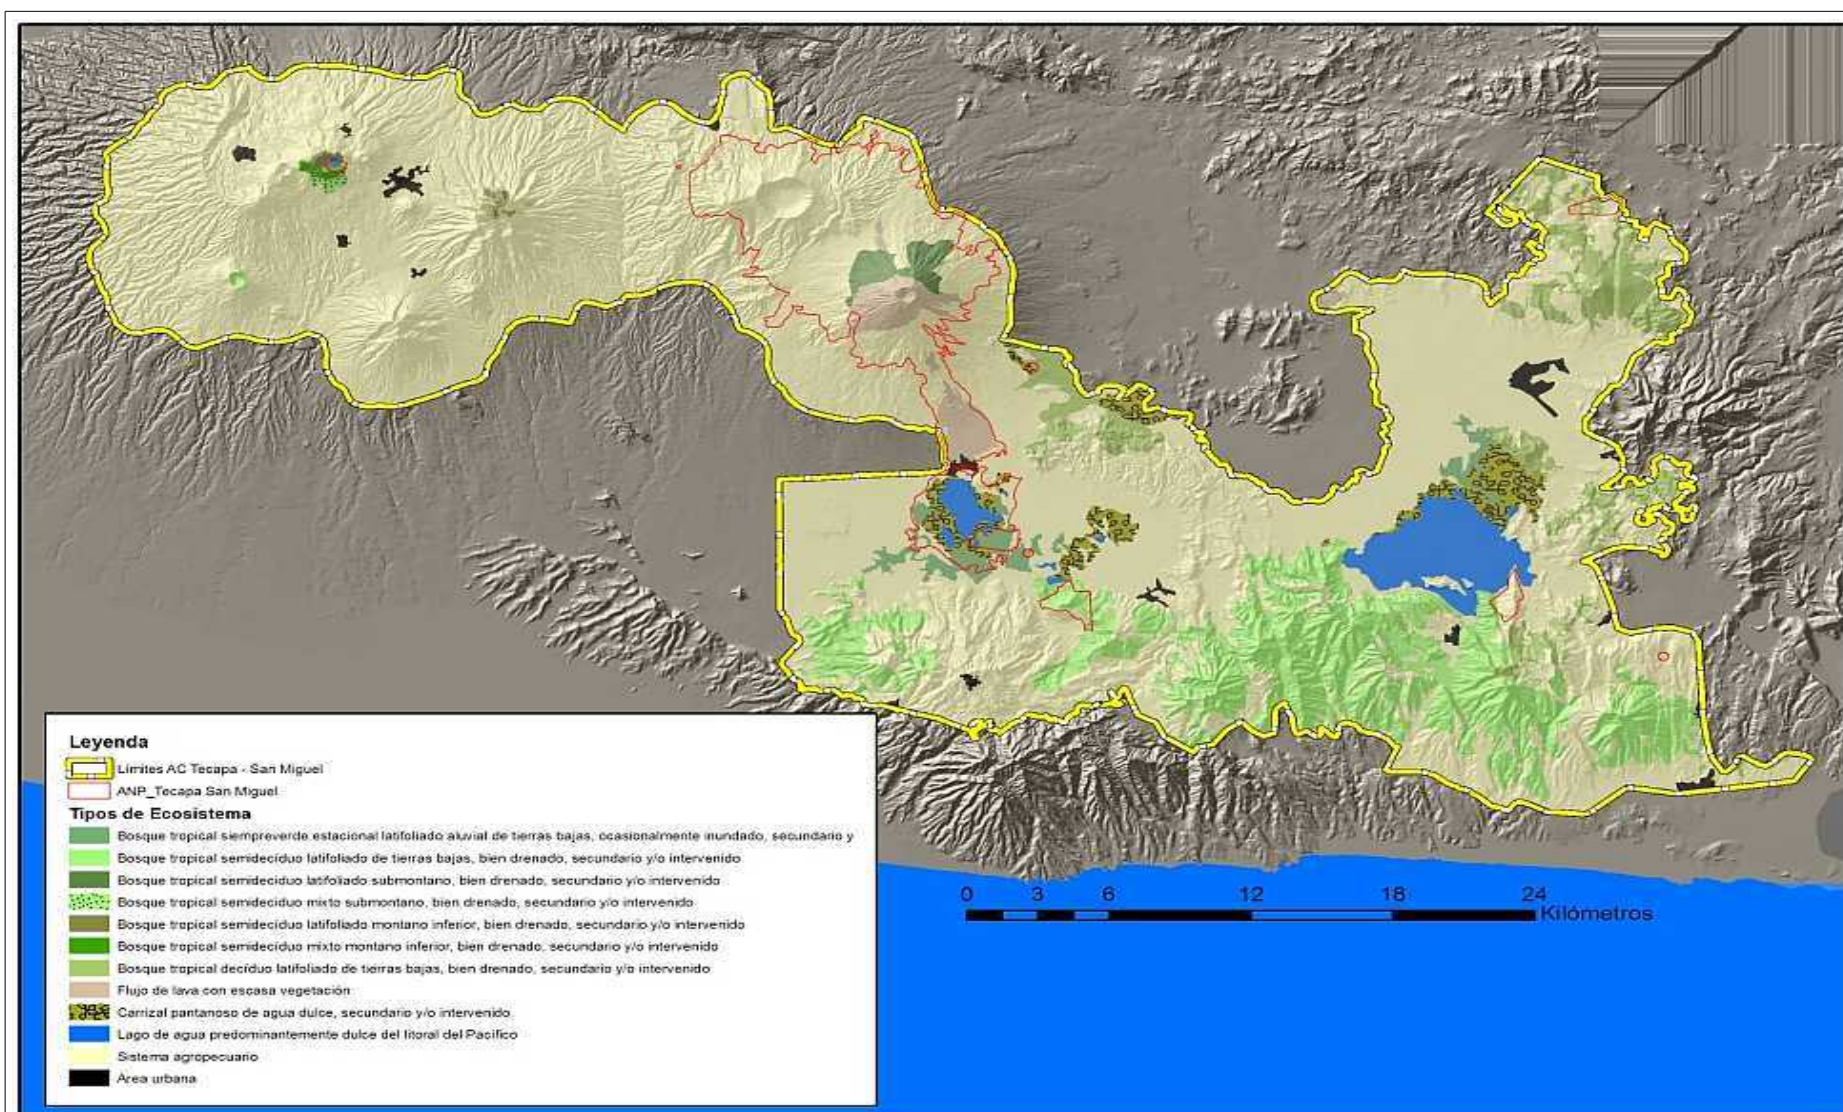 Leyenda
Límites AC Tecapa - San Miguel
ANP_Tecapa San Miguel
Tipos de Ecosistema
Bosque tropical siempreverde estacional latifoliado aluvial de tierras bajas, ocasionalmente inundado, secundario y
Bosque tropical semideciduo latifoliado de tierras bajas, bien drenado, secundario y/o intervenido
Bosque tropical semideciduo latifoliado submontano, bien drenado, secundario y/o intervenido
Bosque tropical semideciduo mixto submontano, bien drenado, secundario y/o intervenido
Bosque tropical semideciduo latifoliado montano inferior, bien drenado, secundario y/o intervenido
Bosque tropical semideciduo mixto montano inferior, bien drenado, secundario y/o intervenido
Bosque tropical decíduo latifoliado de tierras bajas, bien drenado, secundario y/o intervenido
Flujo de lava con escasa vegetación
Carrizal pantanoso de agua dulce, secundario y/o intervenido
Lago de agua predominantemente dulce del litoral del Pacífico
Sistema agropecuario
Area urbana
0 3 6 12 18 24
Kilómetros